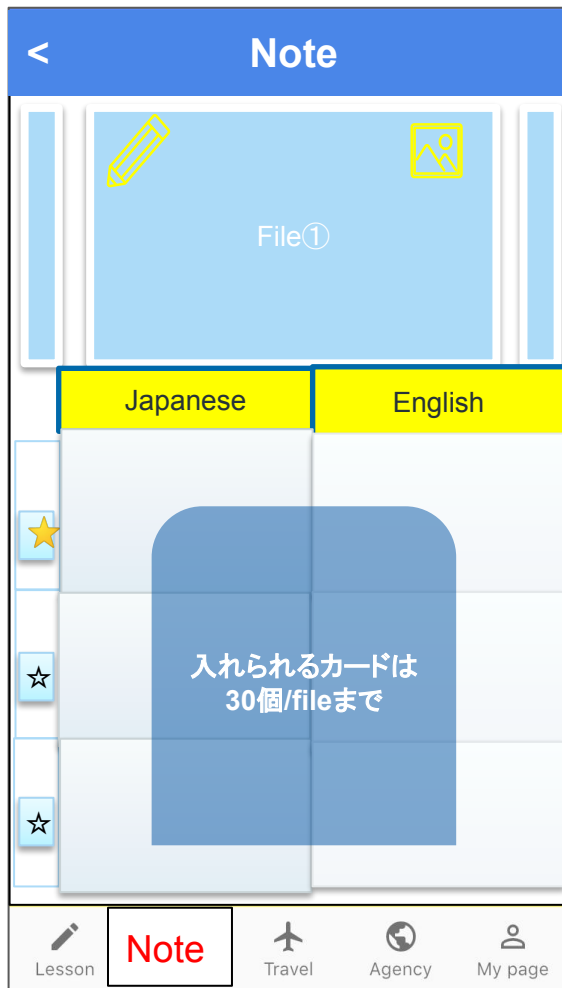 < Note
File①
Japanese English
入れられるカードは
30個/fileまで
Lesson Note Travel Agency My page